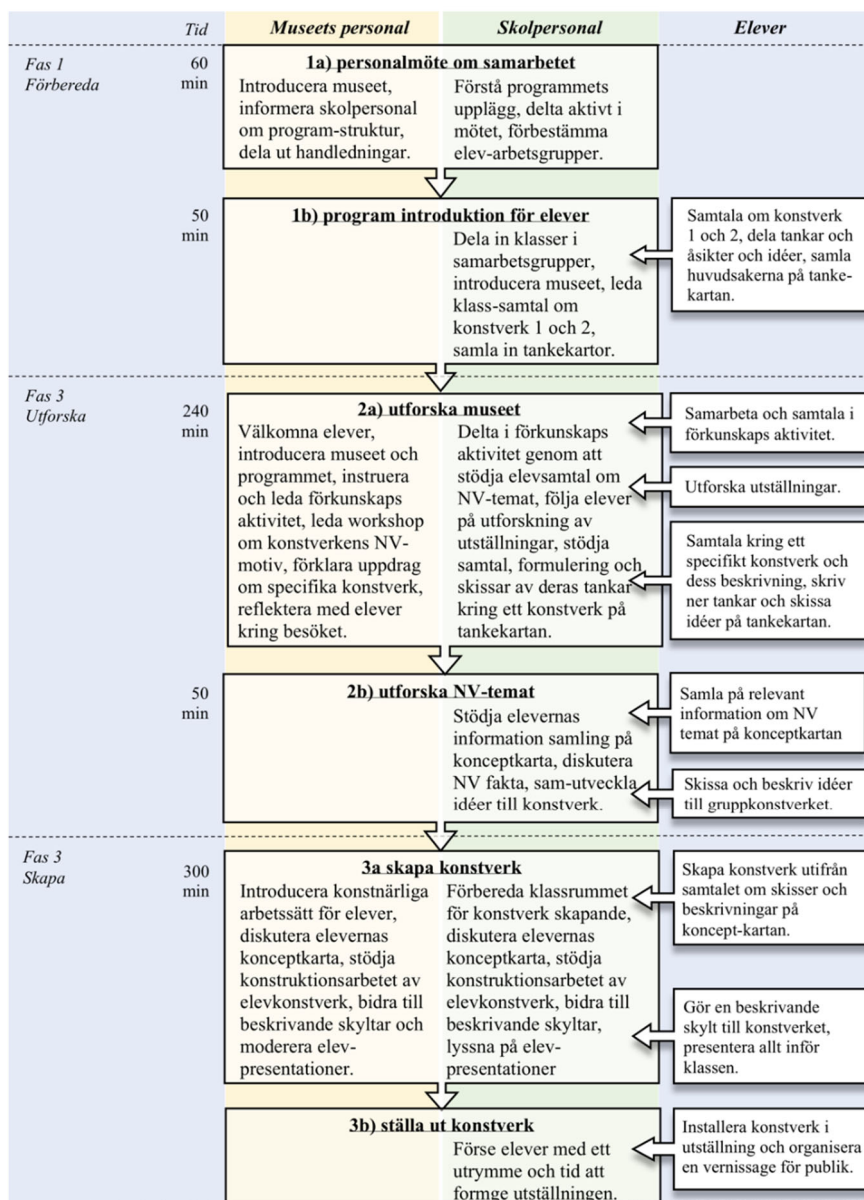 Tid
Museets personal
Skolpersonal
Elever
Fas 1
Förbereda
60
min
1a) personalmöte om samarbetet
Introducera museet,
informera skolpersonal
om program-struktur,
dela ut handledningar.
Förstå programmets
upplägg, delta aktivt i
mötet, förbestämma
elev-arbetsgrupper.
50
min
1b) program introduktion för elever
Dela in klasser i
samarbetsgrupper,
introducera museet, leda
klass-samtal om
konstverk 1 och 2,
samla in tankekartor.
Samtala om konstverk
1 och 2, dela tankar och
åsikter och idéer, samla
huvudsakerna på tanke-
kartan.
Fas 3
Utforska
240
min
2a) utforska museet
Välkomna elever,
introducera museet och
programmet, instruera
och leda förkunskaps
aktivitet, leda workshop
om konstverkens NV-
motiv, förklara uppdrag
om specifika konstverk,
reflektera med elever
kring besöket.
Delta i förkunskaps
aktivitet genom att
stödja elevsamtal om
NV-temat, följa elever
på utforskning av
utställningar, stödja
samtal, formulering och
skissar av deras tankar
kring ett konstverk på
tankekartan.
Samarbeta och samtala i
förkunskaps aktivitet.
Utforska utställningar.
Samtala kring ett
specifikt konstverk och
dess beskrivning, skriv
ner tankar och skissa
idéer på tankekartan.
50
min
2b) utforska NV-temat
Stödja elevernas
information samling på
konceptkarta, diskutera
NV fakta, sam-utveckla
idéer till konstverk.
Samla på relevant
information om NV
temat på konceptkartan
Skissa och beskriv idéer
till gruppkonstverket.
Fas 3
Skapa
300
min
3a skapa konstverk
Introducera konstnärliga
arbetssätt för elever,
diskutera elevernas
konceptkarta, stödja
konstruktionsarbetet av
elevkonstverk, bidra till
beskrivande skyltar och
moderera elev-
presentationer.
Förbereda klassrummet
för konstverk skapande,
diskutera elevernas
konceptkarta, stödja
konstruktionsarbetet av
elevkonstverk, bidra till
beskrivande skyltar,
lyssna på elev-
presentationer
Skapa konstverk utifrån
samtalet om skisser och
beskrivningar på
koncept-kartan.
Gör en beskrivande
skylt till konstverket,
presentera allt inför
klassen.
3b) ställa ut konstverk
Förse elever med ett
utrymme och tid att
formge utställningen.
Installera konstverk i
utställning och organisera
en vernissage för publik.